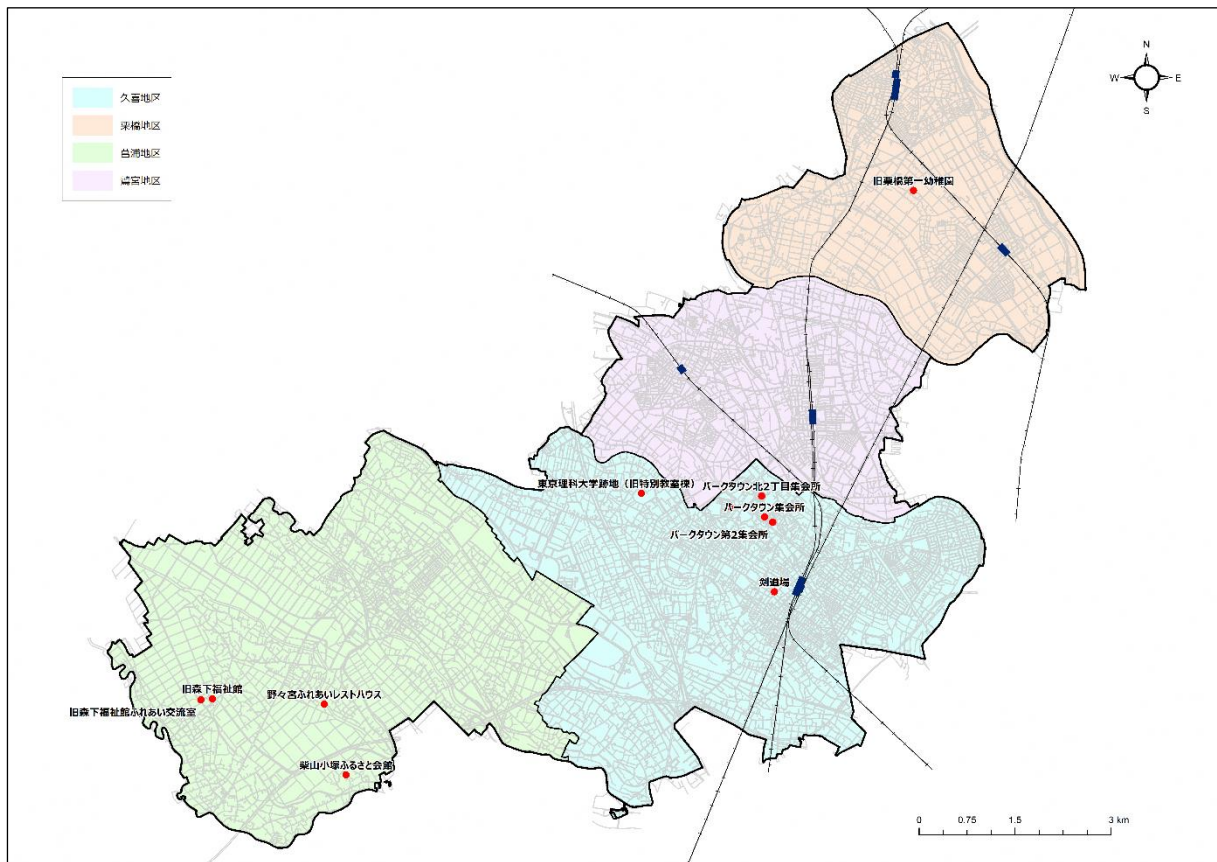 N
W
E
S
久喜地区
栗橋地区
菖蒲地区
鷲宮地区
旧栗橋第一幼稚園
東京理科大学跡地（旧特別教室棟）
パークタウン北2丁目集会所
パークタウン集会所
パークタウン第2集会所
剣道場
旧森下福祉館
野々宮ふれあいレストハウス
旧森下福祉館ふれあい交流室
柴山小塚ふるさと会館
0 0.75 1.5 3 km